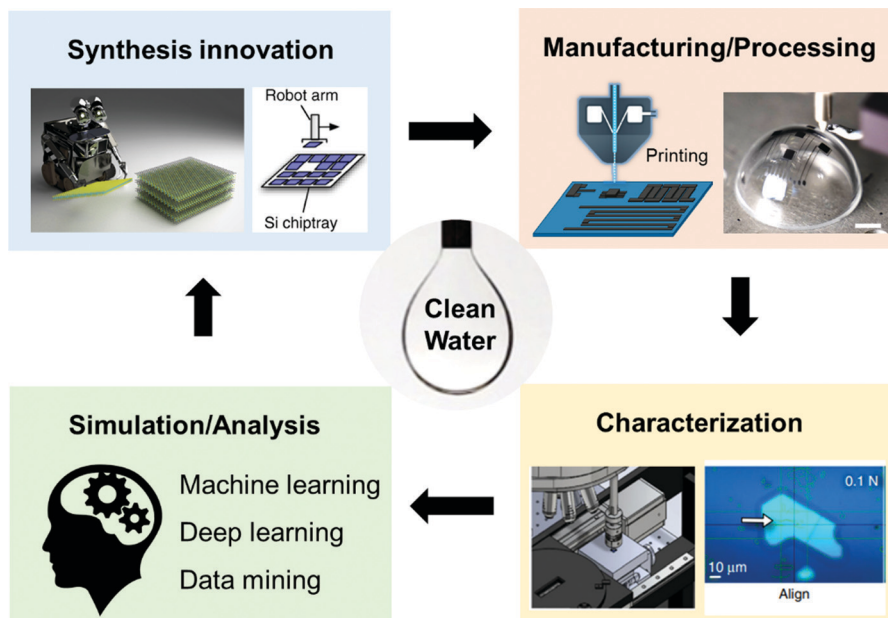 Synthesis innovation
Robot arm
Si chiptray
Manufacturing/Processing
Printing
Clean
Water
Simulation/Analysis
Machine learning
Deep learning
Data mining
Characterization
0.1 N
10 μm
Align